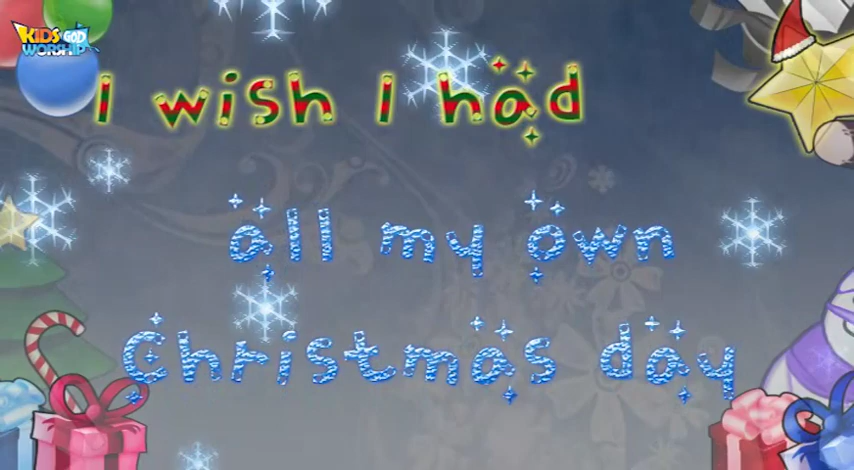 KIDS GOD
WORSHIP
I wish I had
all my own
Christmas day